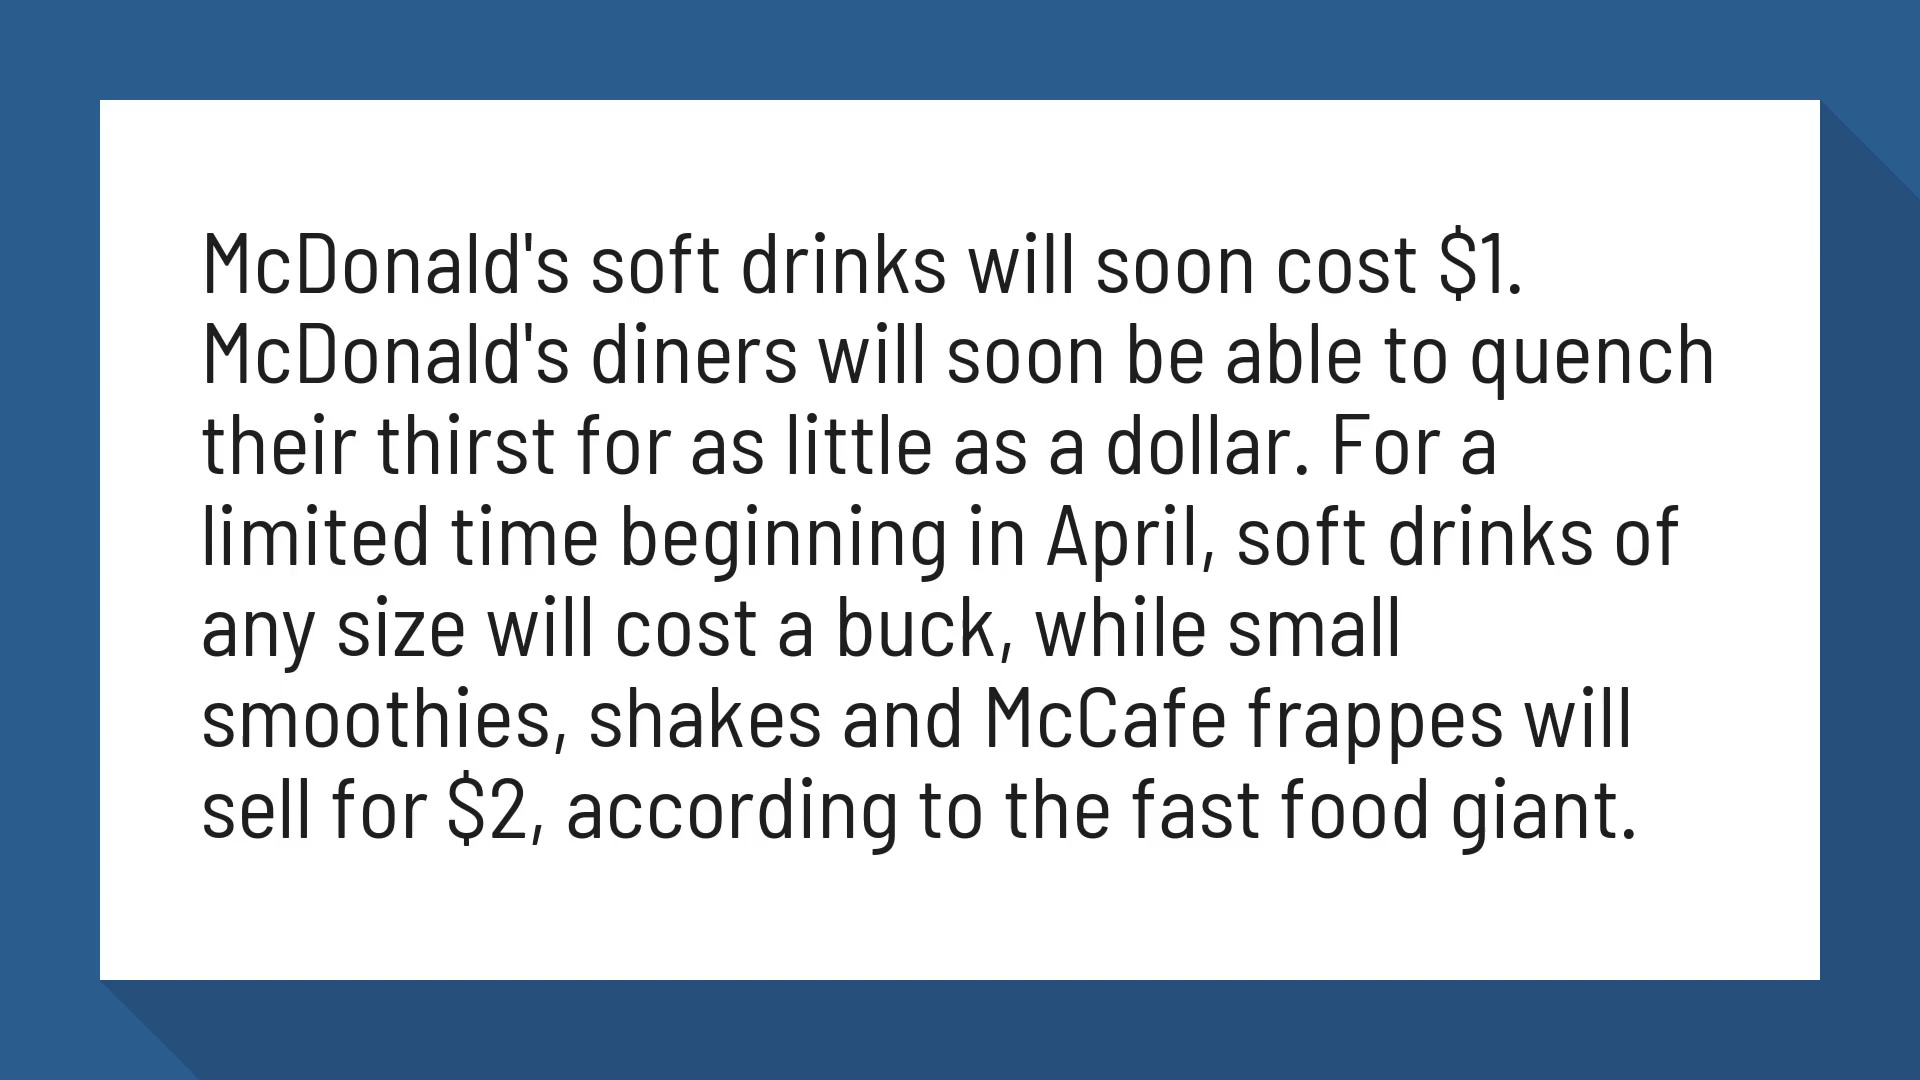 McDonald's soft drinks will soon cost $1.
McDonald's diners will soon be able to quench
their thirst for as little as a dollar. For a
limited time beginning in April, soft drinks of
any size will cost a buck, while small
smoothies, shakes and McCafe frappes will
sell for $2, according to the fast food giant.